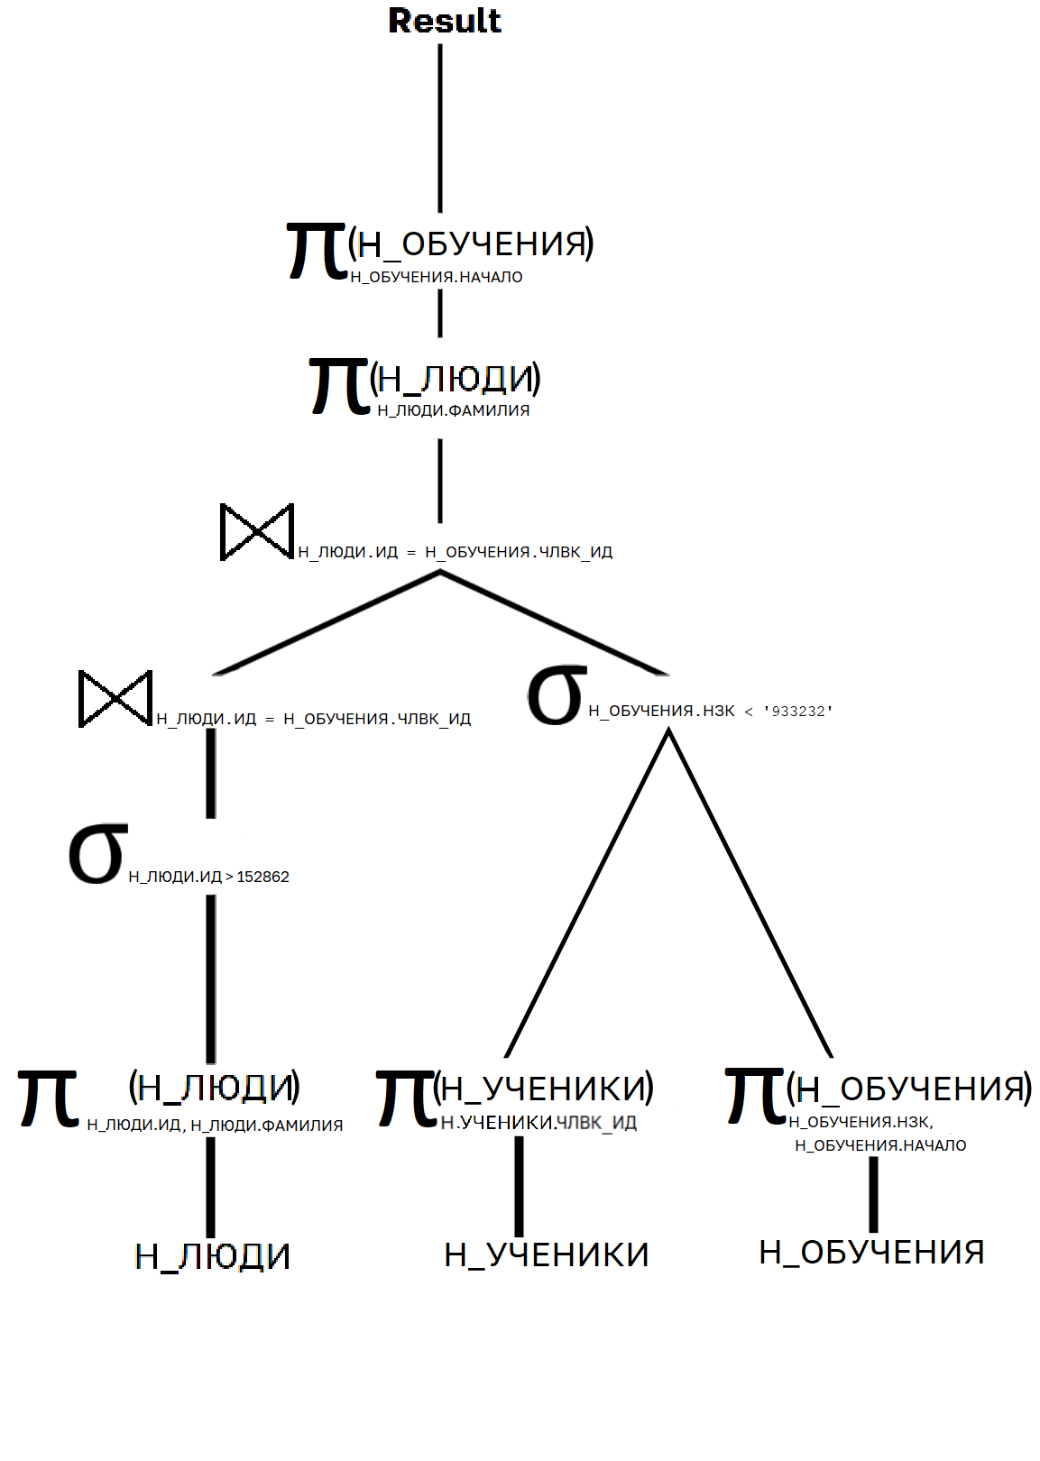 Result
π(Н_ОБУЧЕНИЯ)
Н_ОБУЧЕНИЯ.НАЧАЛО
π(Н_ЛЮДИ)
Н_ЛЮДИ.ФАМИЛИЯ
⋈ Н_ЛЮДИ.ИД = Н_ОБУЧЕНИЯ.ЧЛВК_ИД
⋈ Н_ЛЮДИ.ИД = Н_ОБУЧЕНИЯ.ЧЛВК_ИД
σ Н_ОБУЧЕНИЯ.НЗК < '933232'
σ Н_ЛЮДИ.ИД > 152862
π (Н_ЛЮДИ)
Н_ЛЮДИ.ИД, Н_ЛЮДИ.ФАМИЛИЯ
π(Н_УЧЕНИКИ)
Н.УЧЕНИКИ.ЧЛВК_ИД
π(Н_ОБУЧЕНИЯ)
Н_ОБУЧЕНИЯ.НЗК,
Н_ОБУЧЕНИЯ.НАЧАЛО
Н_ЛЮДИ
Н_УЧЕНИКИ
Н_ОБУЧЕНИЯ